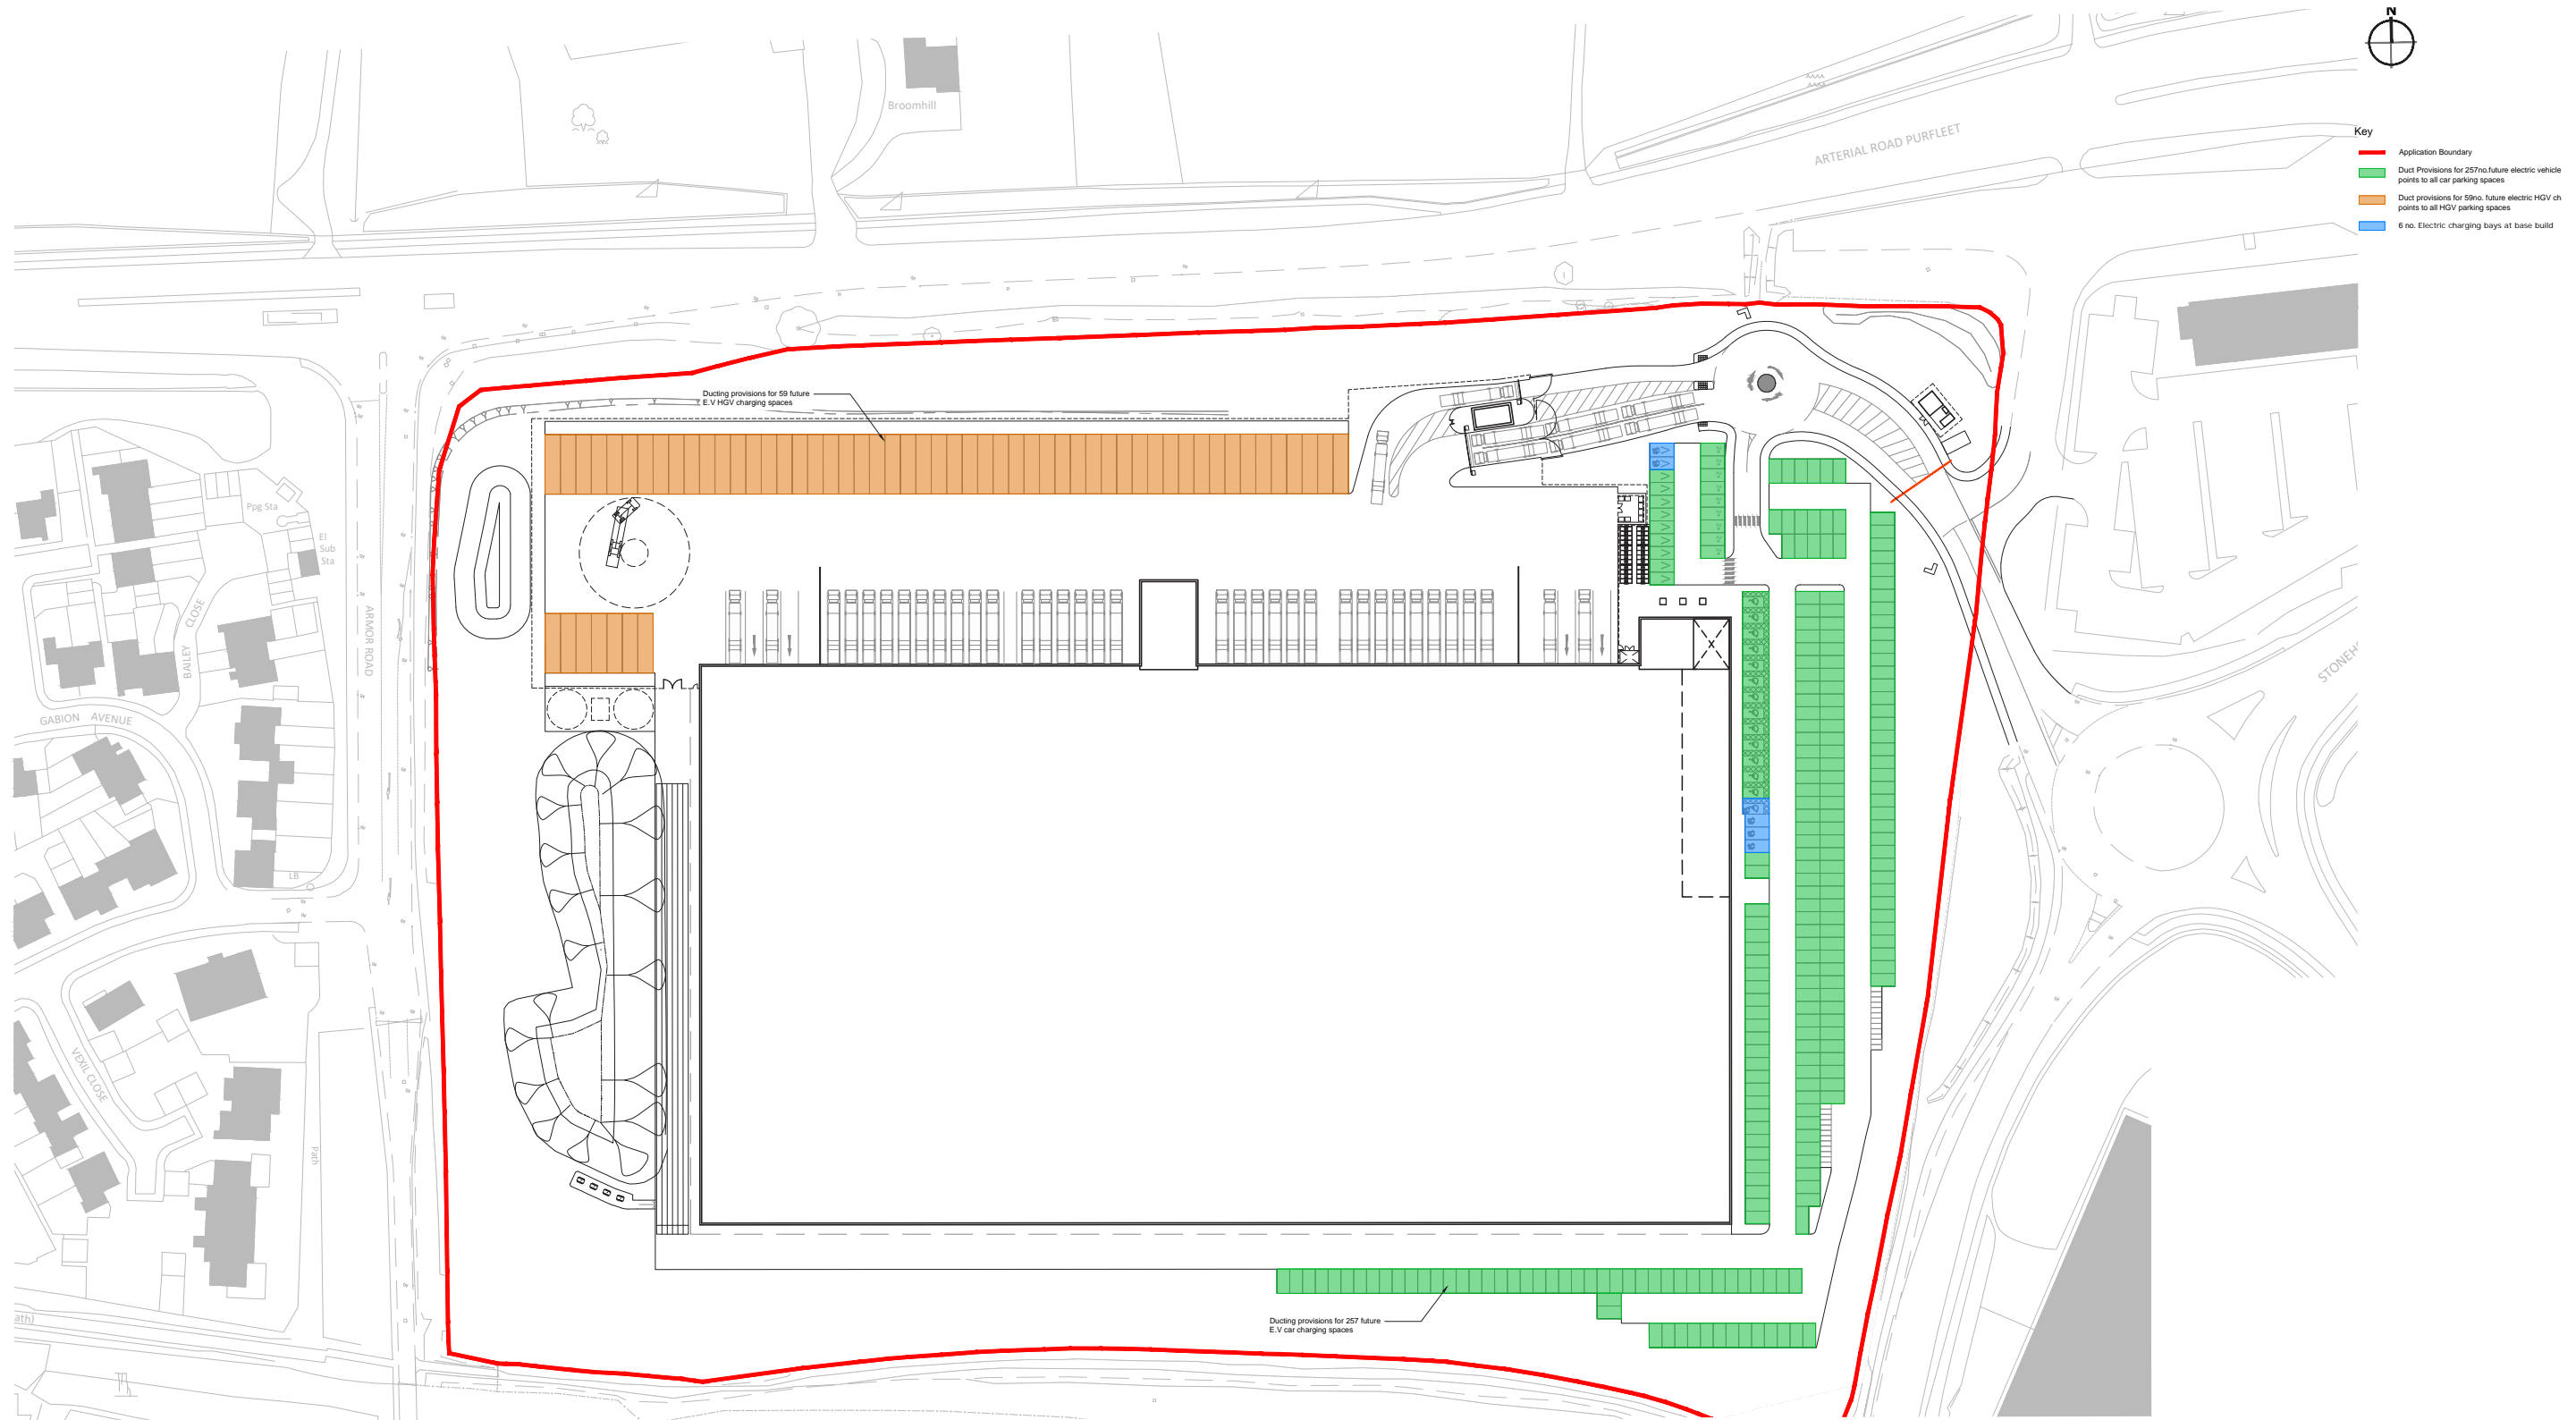 N
Broomhill
ARTERIAL ROAD PURFLEET
Key
Application Boundary
Duct Provisions for 257no.future electric vehicle
points to all car parking spaces
Duct provisions for 59no. future electric HGV ch
points to all HGV parking spaces
6 no. Electric charging bays at base build
Ducting provisions for 59 future
E.V HGV charging spaces
Ppg Sta
El
Sub
Sta
ARMOR ROAD
BAILEY CLOSE
GABION AVENUE
STONEH
LB
VEXIL CLOSE
Path
ath)
Ducting provisions for 257 future
E.V car charging spaces